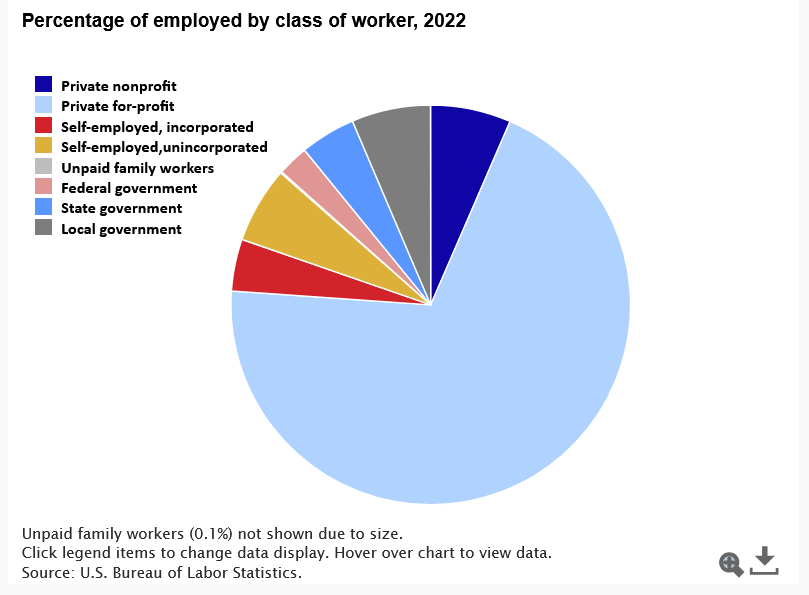 Percentage of employed by class of worker, 2022
Private nonprofit
Private for-profit
Self-employed, incorporated
Self-employed,unincorporated
Unpaid family workers
Federal government
State government
Local government
Unpaid family workers (0.1%) not shown due to size.
Click legend items to change data display. Hover over chart to view data.
Source: U.S. Bureau of Labor Statistics.